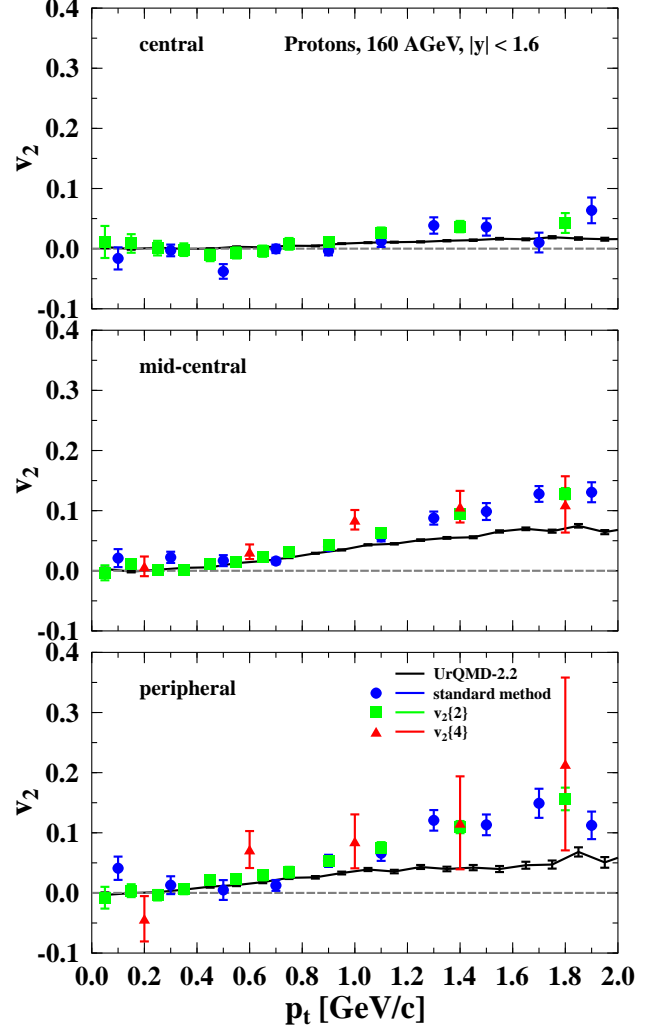 0.4
central Protons, 160 AGeV, |y| < 1.6
0.3
0.2
v2
0.1
0.0
-0.1
0.4
mid-central
0.3
0.2
v2
0.1
0.0
-0.1
0.4
UrQMD-2.2
peripheral standard method
0.3
v2{2}
v2{4}
0.2
v2
0.1
0.0
-0.1
0.0 0.2 0.4 0.6 0.8 1.0 1.2 1.4 1.6 1.8 2.0
pt [GeV/c]